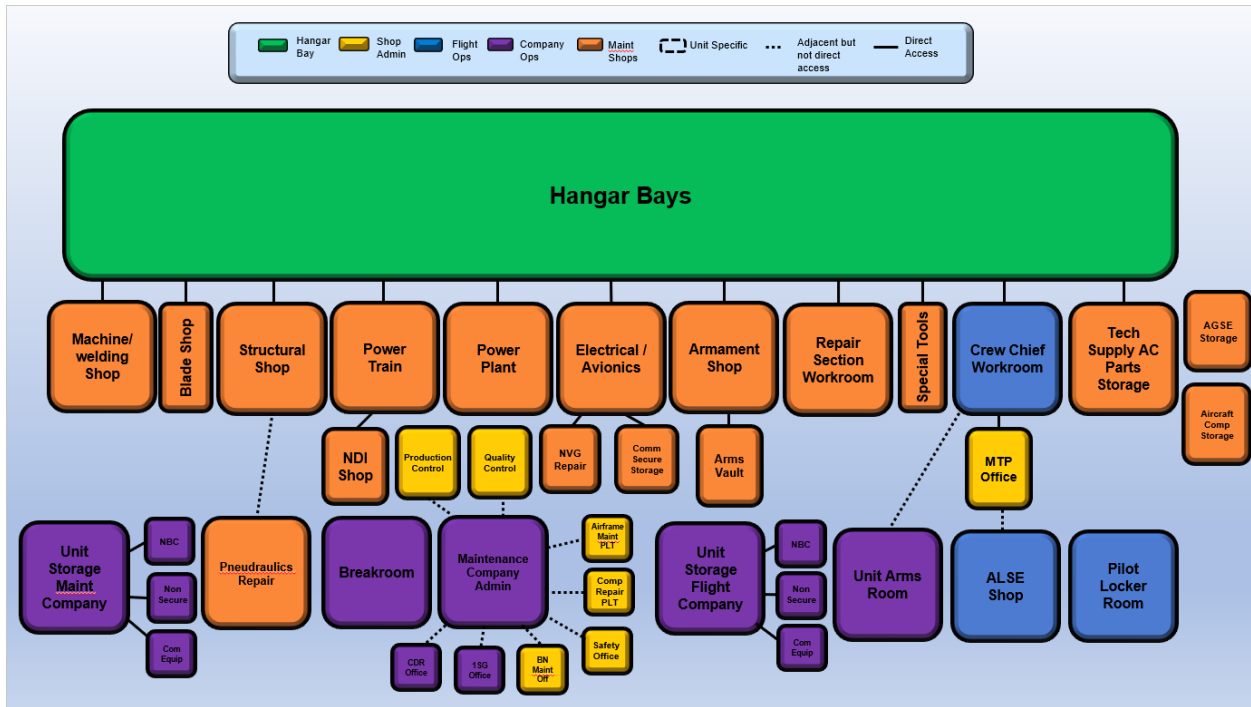 Hangar
Bay
Shop
Admin
Flight
Ops
Company
Ops
Maint
Shops
Unit Specific
Adjacent but
not direct
access
Direct
Access
Hangar Bays
Machine/
welding
Shop
Blade Shop
Structural
Shop
Power
Train
Power
Plant
Electrical /
Avionics
Armament
Shop
Repair
Section
Workroom
Special Tools
Crew Chief
Workroom
Tech
Supply AC
Parts
Storage
AGSE
Storage
Aircraft
Comp
Storage
NDI
Shop
Production
Control
Quality
Control
NVG
Repair
Comm
Secure
Storage
Arms
Vault
MTP
Office
Unit
Storage
Maint
Company
NBC
Non
Secure
Com
Equip
Pneudraulics
Repair
Breakroom
Maintenance
Company
Admin
Airframe
Maint
PLT
Comp
Repair
PLT
Safety
Office
CDR
Office
1SG
Office
BN
Maint
Off
Unit
Storage
Flight
Company
NBC
Non
Secure
Com
Equip
Unit Arms
Room
ALSE
Shop
Pilot
Locker
Room